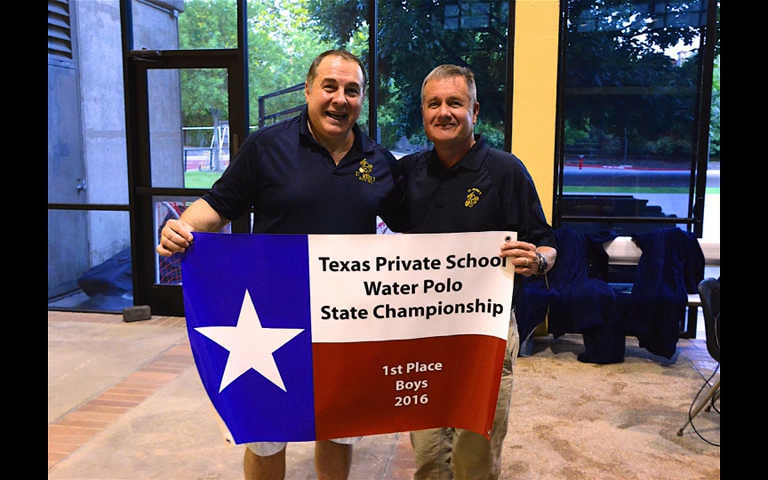 Texas Private School
Water Polo
State Championship
1st Place
Boys
2016